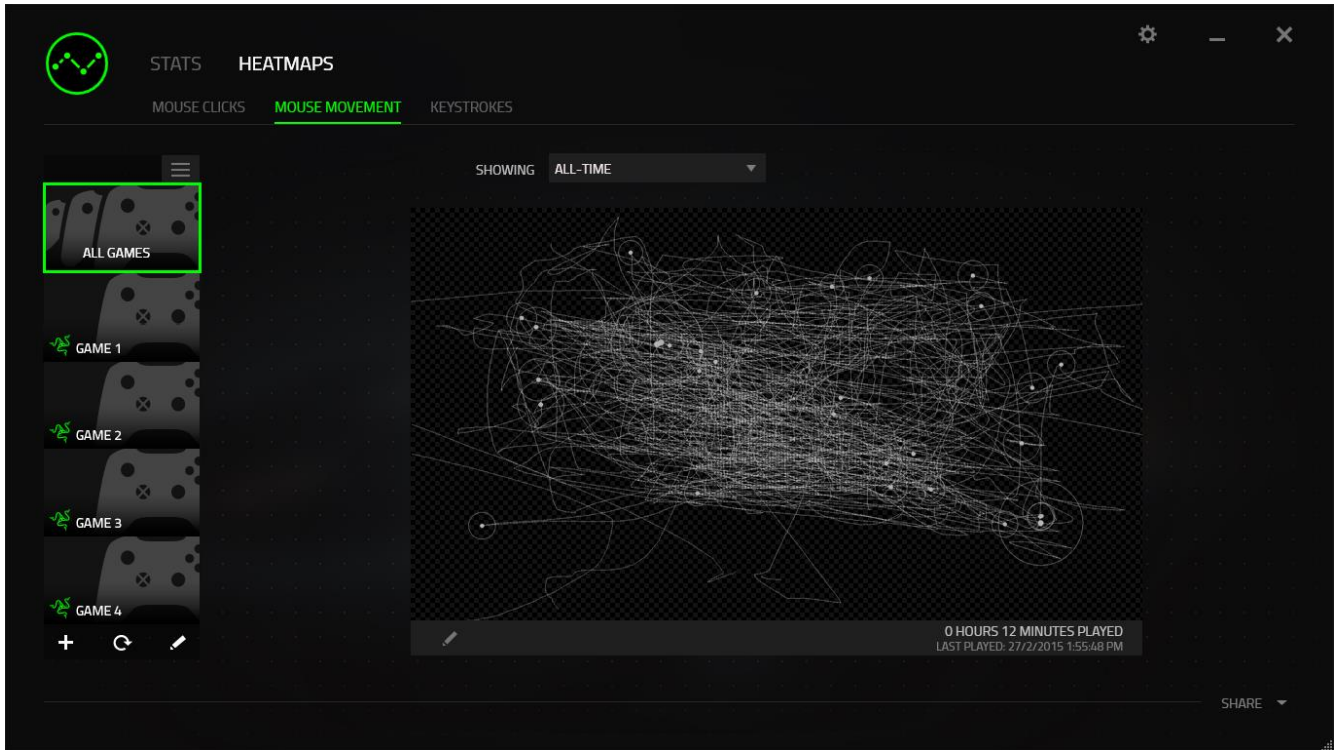 STATS HEATMAPS
MOUSE CLICKS MOUSE MOVEMENT KEYSTROKES
SHOWING ALL-TIME
ALL GAMES
GAME 1
GAME 2
GAME 3
GAME 4
0 HOURS 12 MINUTES PLAYED
LAST PLAYED: 27/2/2015 1:55:48 PM
SHARE